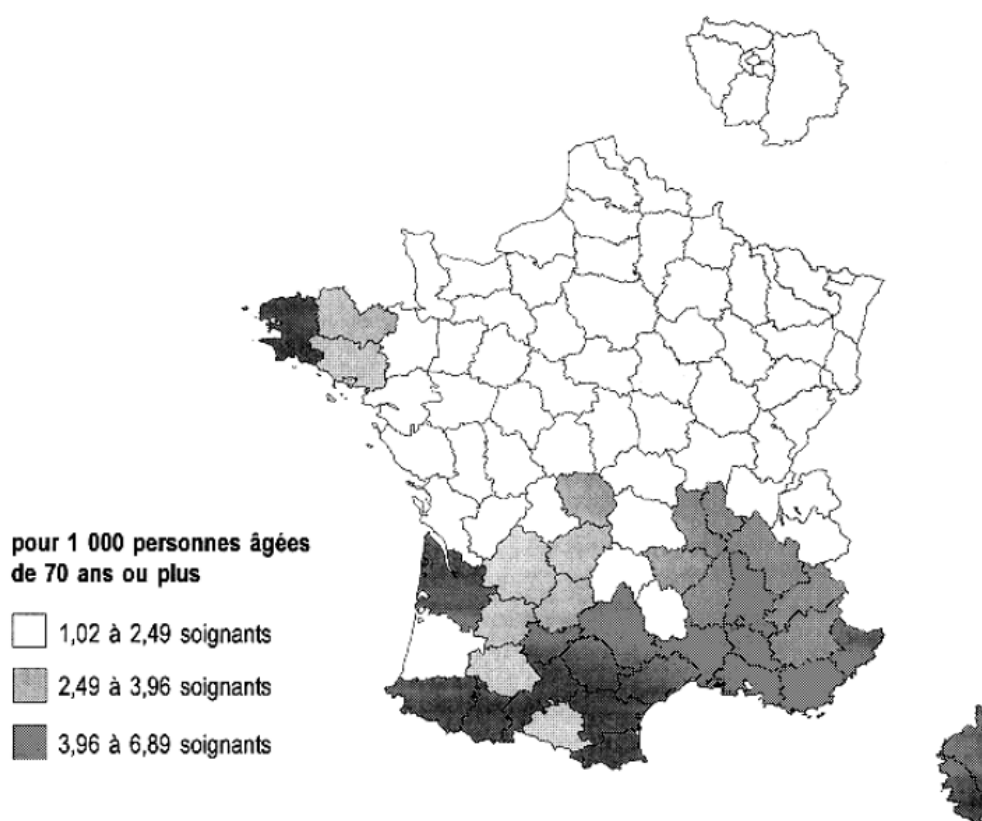 pour 1 000 personnes âgées
de 70 ans ou plus
1,02 à 2,49 soignants
2,49 à 3,96 soignants
3,96 à 6,89 soignants